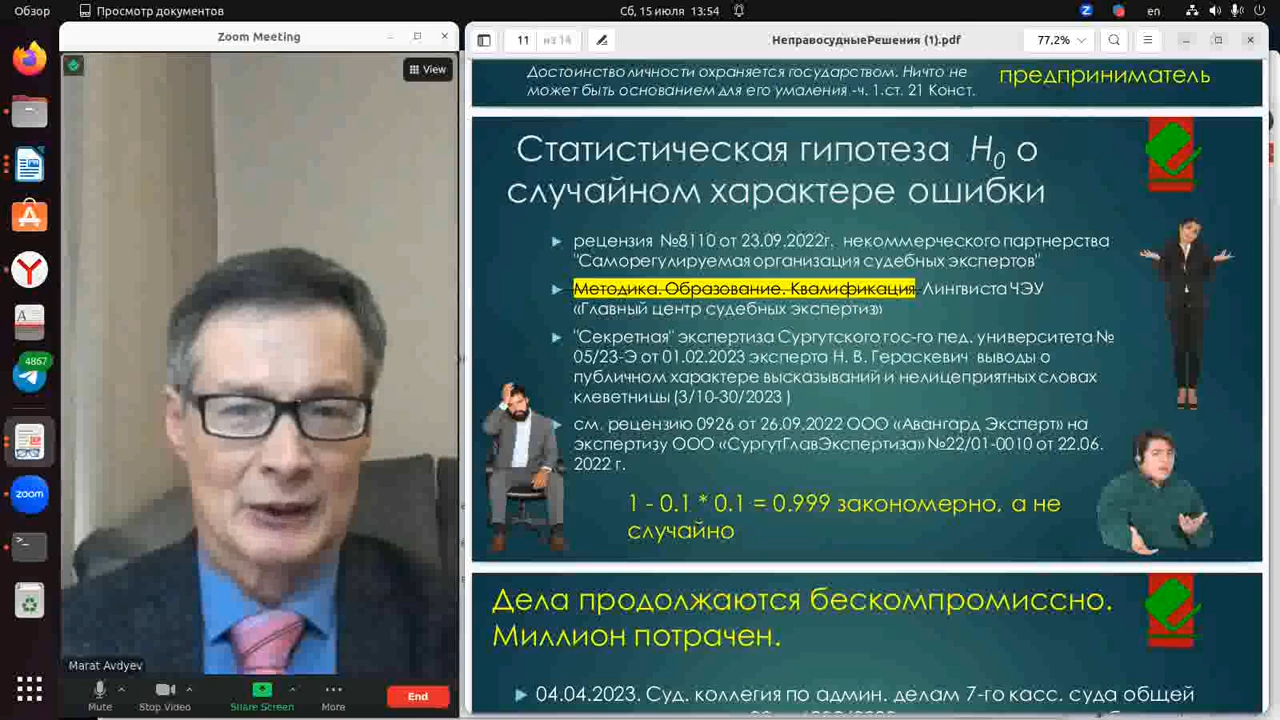 Обзор
Просмотр документов
Сб, 15 июля 13:54
en
Zoom Meeting
View
4867
zoom
Marat Avdyev
Mute
Stop Video
Share Screen
More
End
11
из 14
НеправосудныеРешения (1).pdf
77,2%
Достоинство личности охраняется государством. Ничто не
может быть основанием для его умаления -ч. 1.ст. 21 Конст.
предприниматель
Статистическая гипотеза H0 о
случайном характере ошибки
рецензия №8110 от 23.09.2022г. некоммерческого партнерства
"Саморегулируемая организация судебных экспертов"
Методика. Образование. Квалификация Лингвиста ЧЭУ
«Главный центр судебных экспертиз»
"Секретная" экспертиза Сургутского гос-го пед. университета №
05/23-Э от 01.02.2023 эксперта Н. В. Гераскевич выводы о
публичном характере высказываний и нелицеприятных словах
клеветницы (3/10-30/2023 )
см. рецензию 0926 от 26.09.2022 ООО «Авангард Эксперт» на
экспертизу ООО «СургутГлавЭкспертиза» №22/01-0010 от 22.06.
2022 г.
1 - 0.1 * 0.1 = 0.999 закономерно, а не
случайно
Дела продолжаются бескомпромиссно.
Миллион потрачен.
04.04.2023. Суд. коллегия по админ. делам 7-го касс. суда общей